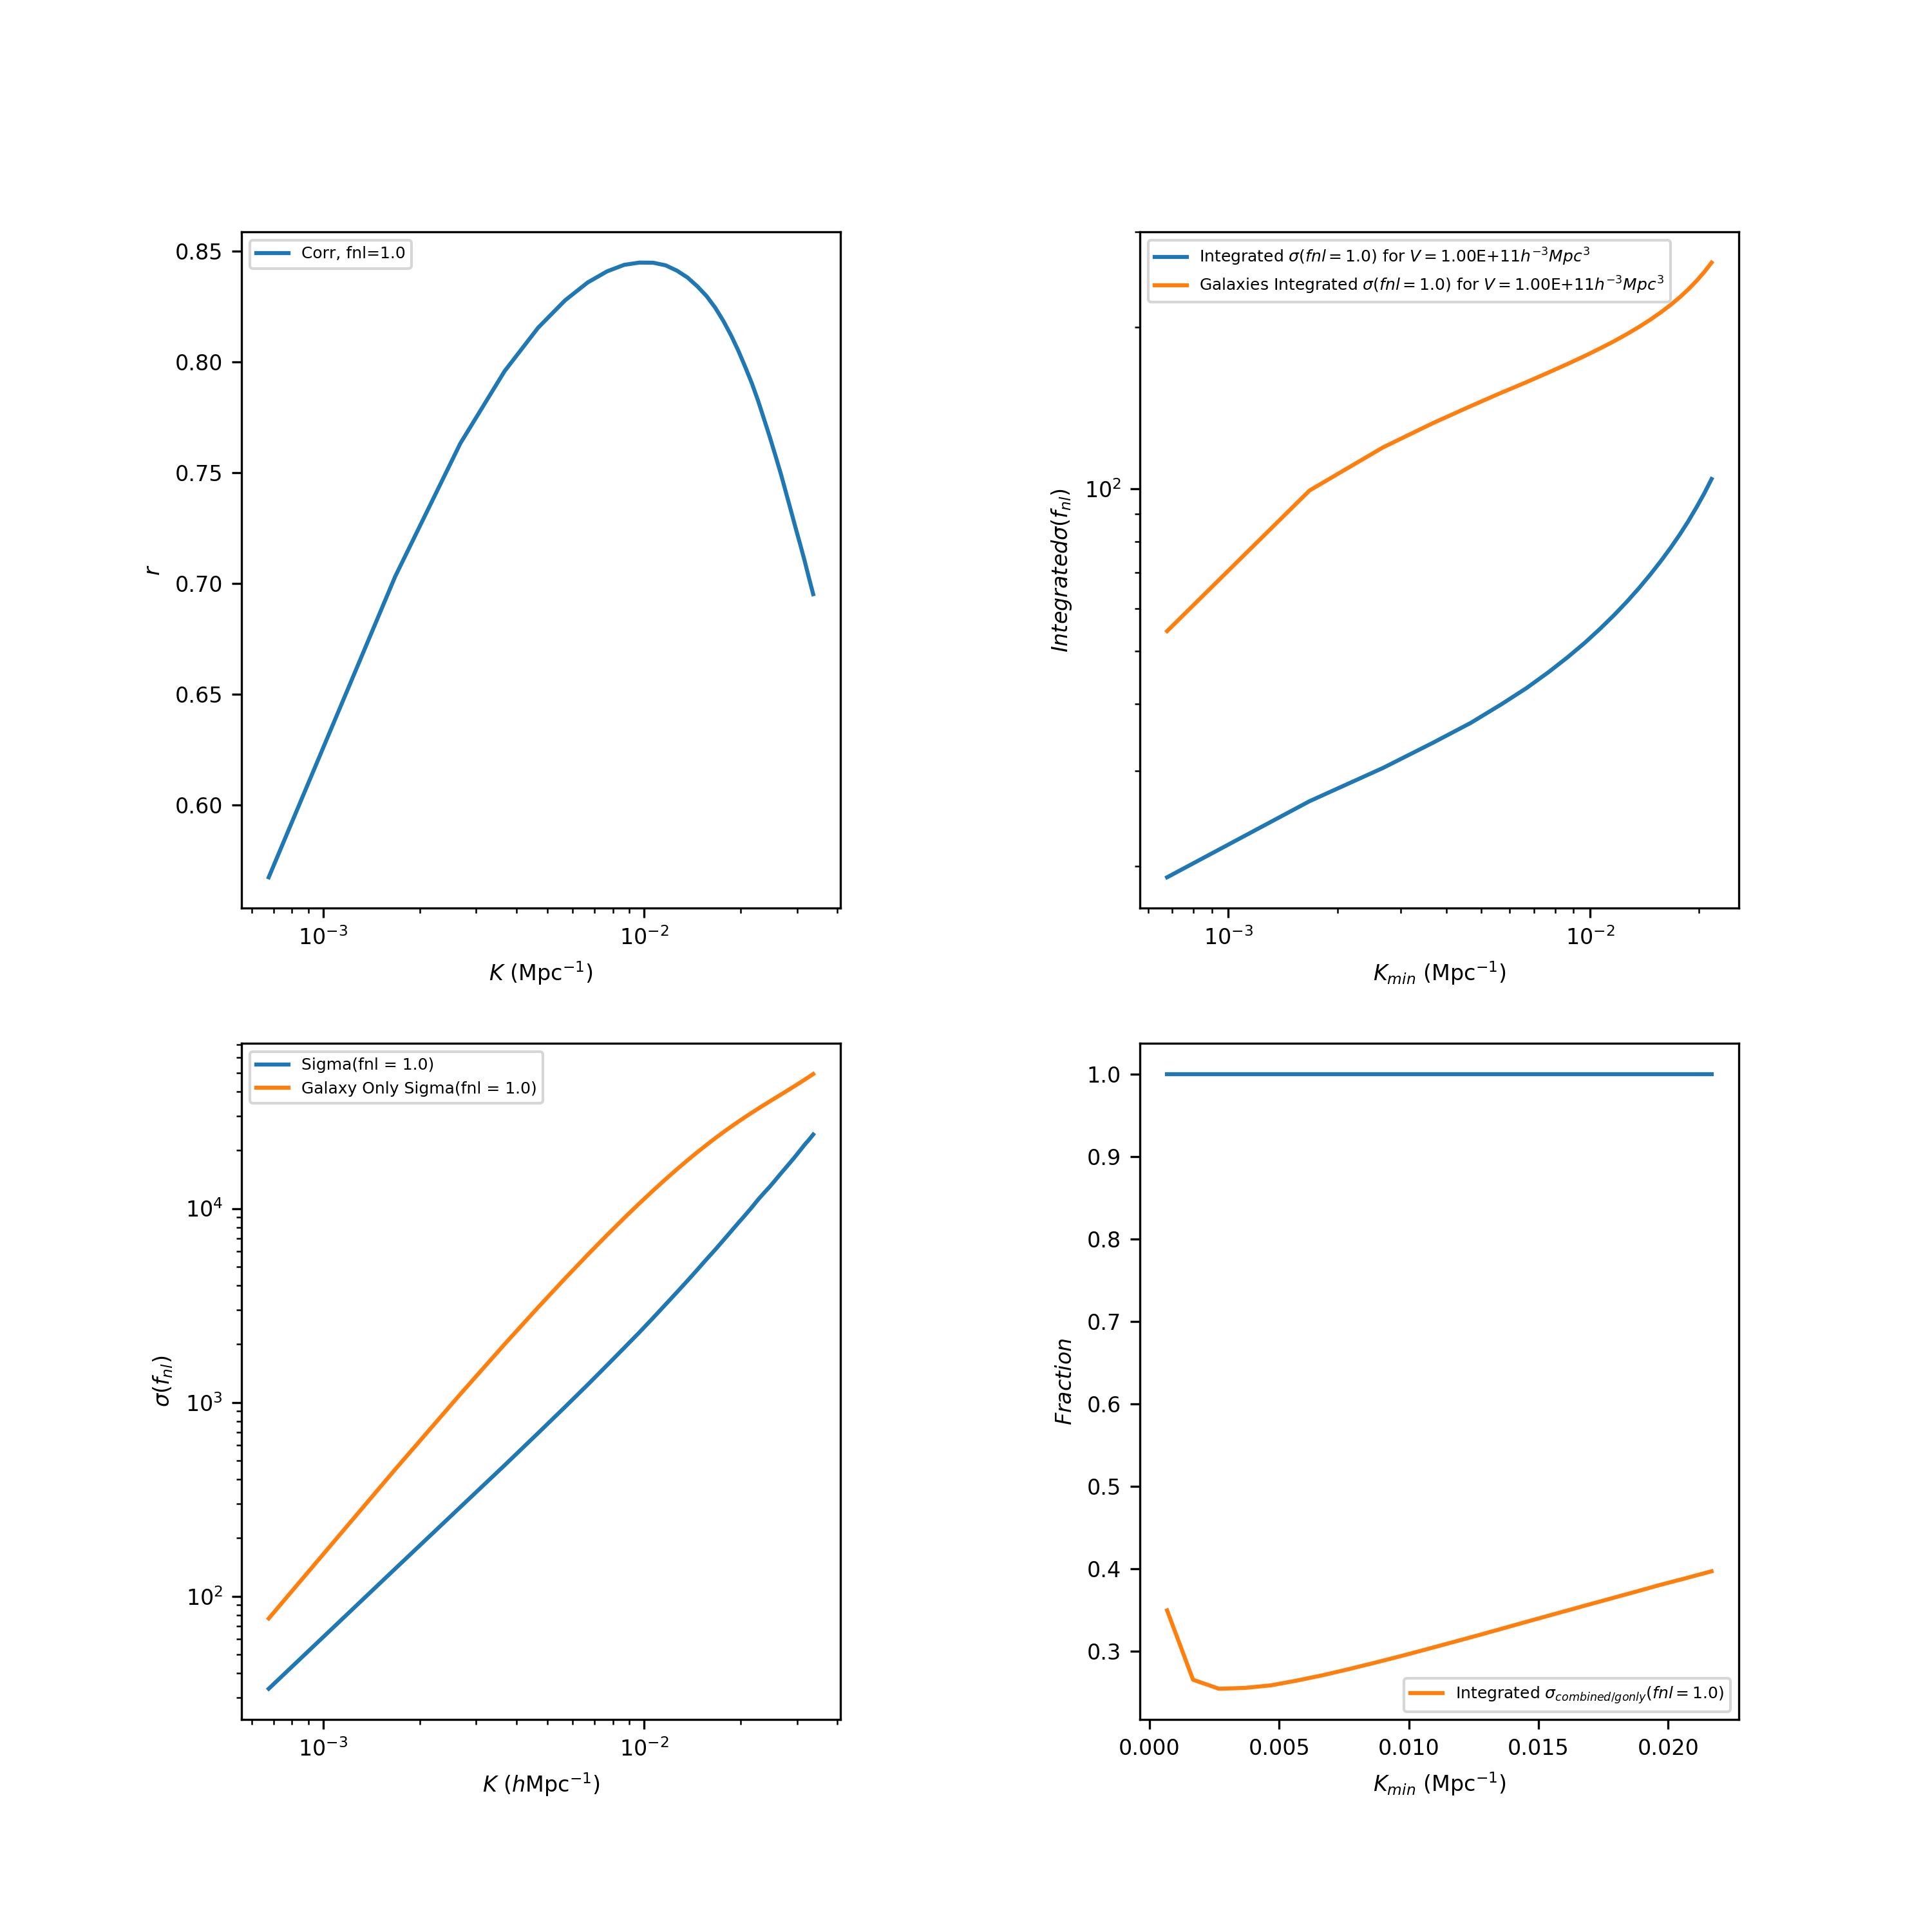 Corr, fnl=1.0
0.85
0.80
0.75
0.70
0.65
0.60
r
10⁻³ 10⁻²
K (Mpc⁻¹)
Integrated σ(fnl = 1.0) for V = 1.00E+11h⁻³Mpc³
Galaxies Integrated σ(fnl = 1.0) for V = 1.00E+11h⁻³Mpc³
10²
Integratedσ(fₙₗ)
10⁻³ 10⁻²
K_min (Mpc⁻¹)
Sigma(fnl = 1.0)
Galaxy Only Sigma(fnl = 1.0)
10⁴
10³
10²
σ(fₙₗ)
10⁻³ 10⁻²
K (hMpc⁻¹)
1.0
0.9
0.8
0.7
0.6
0.5
0.4
0.3
Fraction
Integrated σ_combined/gonly(fnl = 1.0)
0.000 0.005 0.010 0.015 0.020
K_min (Mpc⁻¹)